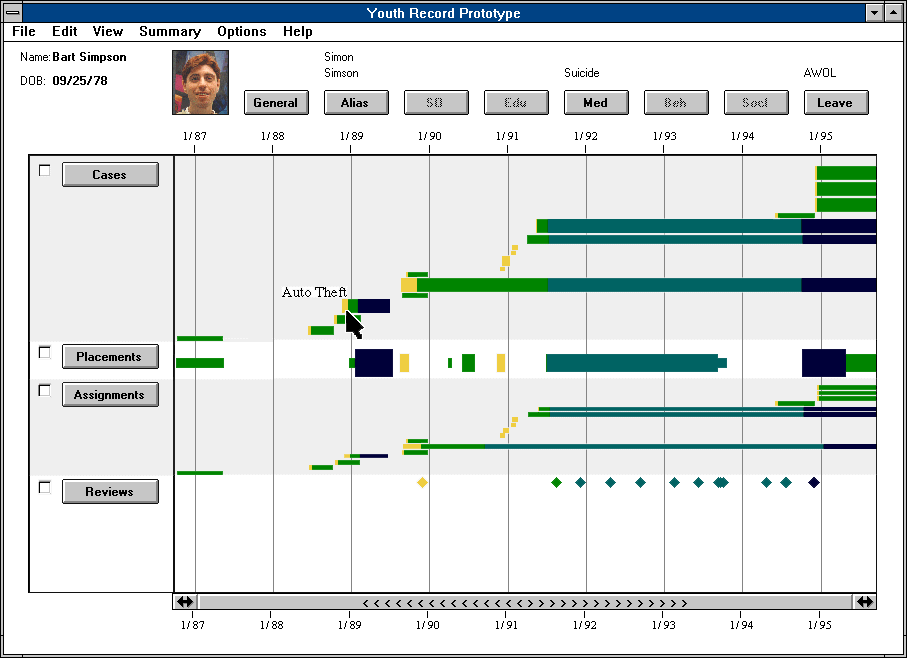 Youth Record Prototype
File Edit View Summary Options Help
Name: Bart Simpson
DOB: 09/25/78
Simon
Simson
Suicide
AWOL
General Alias SO Edu Med Beh Socl Leave
1/87 1/88 1/89 1/90 1/91 1/92 1/93 1/94 1/95
Cases
Auto Theft
Placements
Assignments
Reviews
< < < < < < < < < < < < < < < < < < < < < < < < < < < <
1/87 1/88 1/89 1/90 1/91 1/92 1/93 1/94 1/95